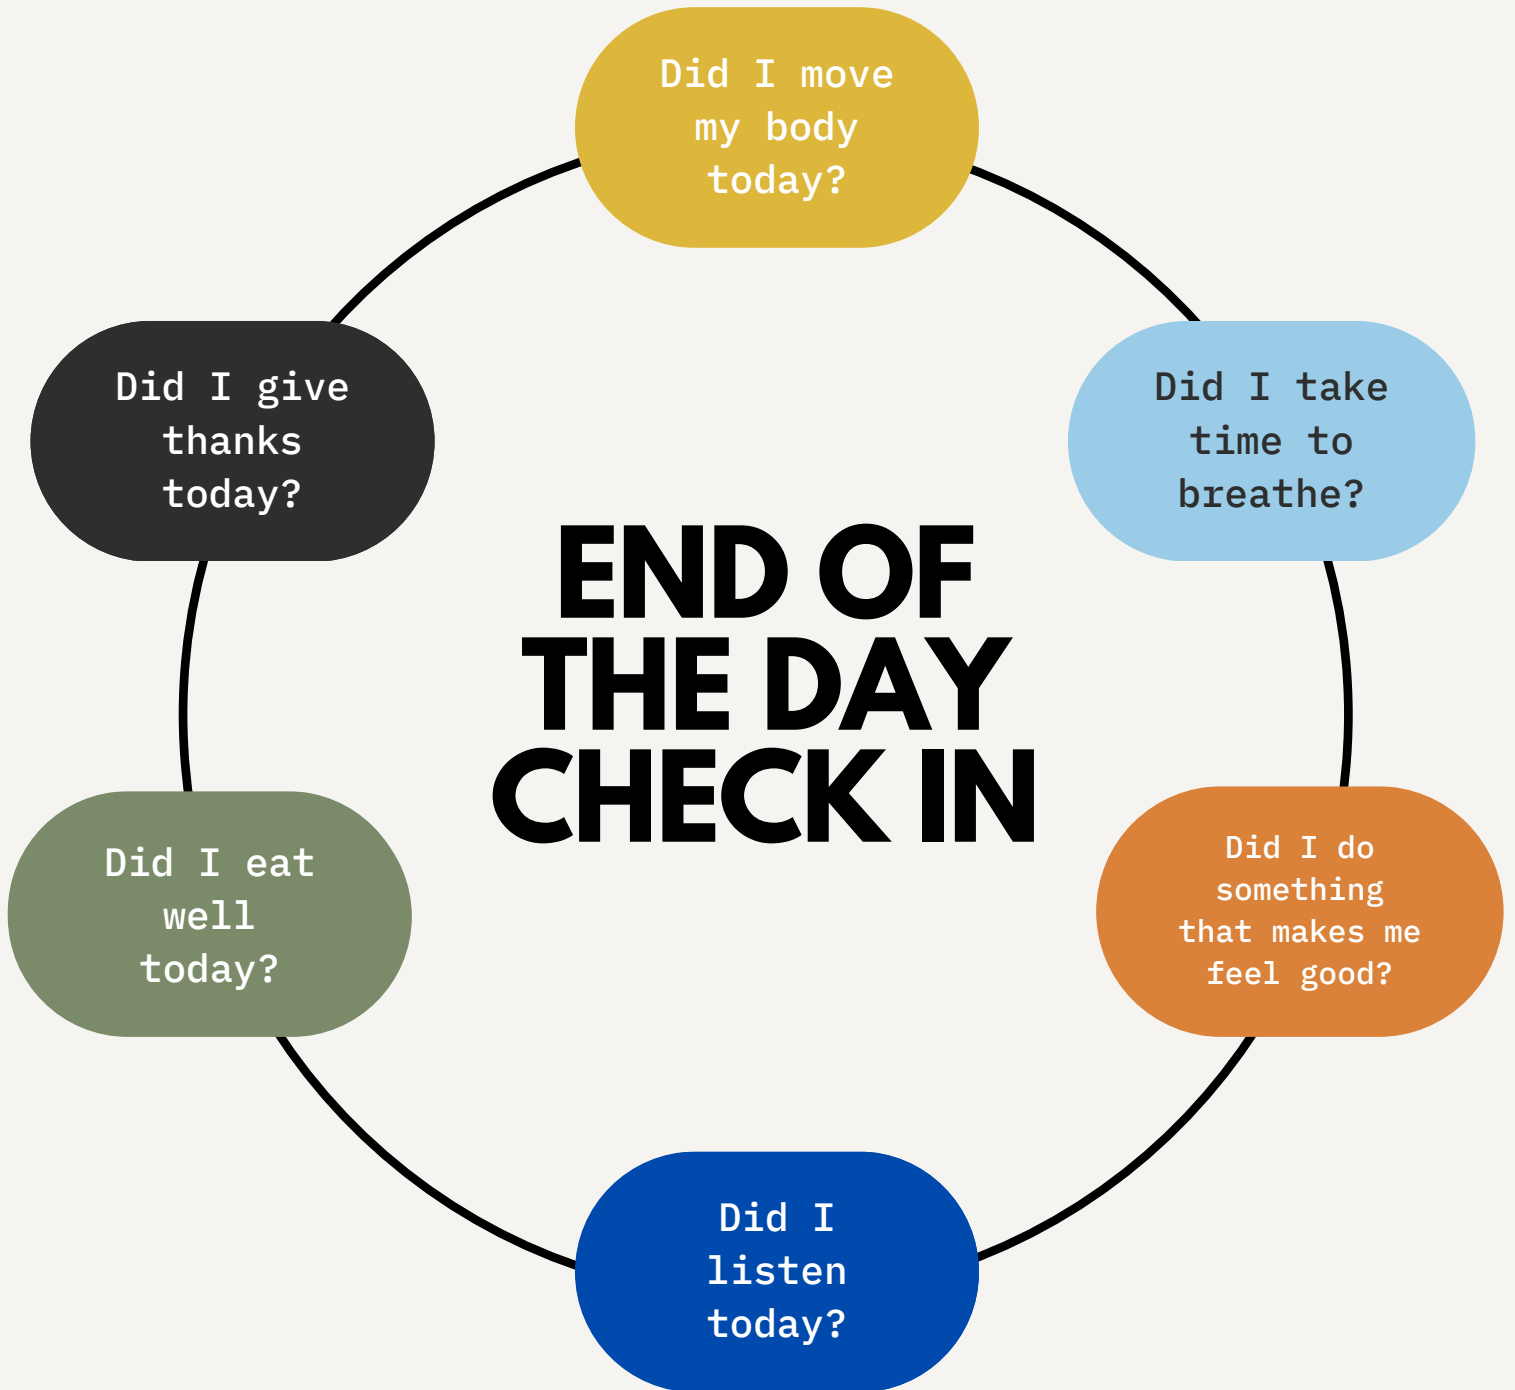 Did I move
my body
today?
Did I give
thanks
today?
Did I take
time to
breathe?
END OF
THE DAY
CHECK IN
Did I eat
well
today?
Did I do
something
that makes me
feel good?
Did I
listen
today?